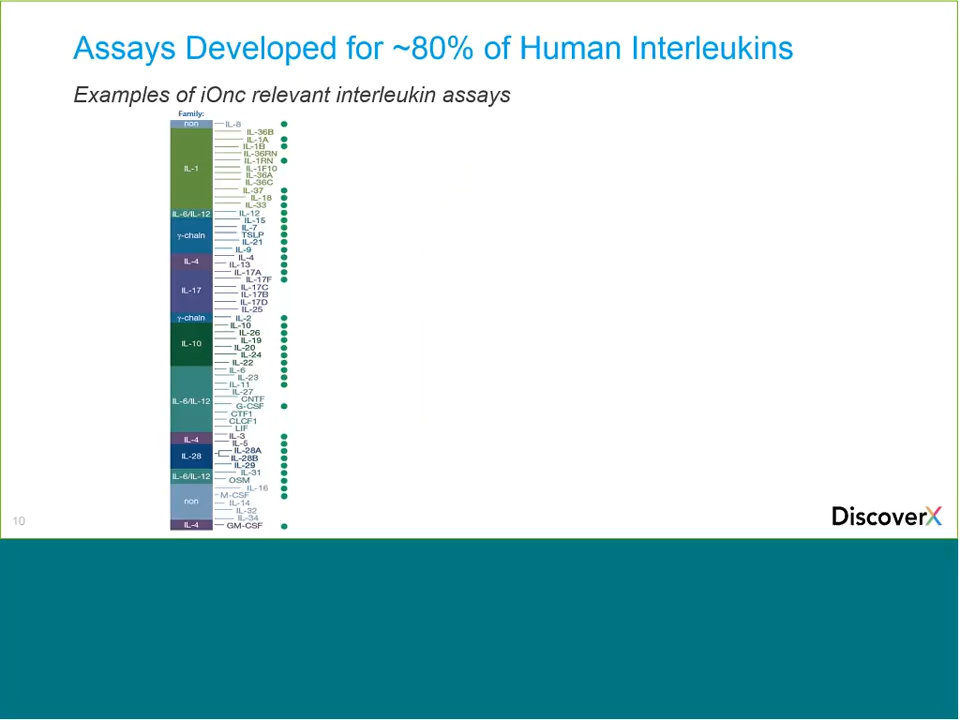 Assays Developed for ~80% of Human Interleukins
Examples of iOnc relevant interleukin assays
Family:
non
IL-8
IL-1
IL-36B
IL-1A
IL-1B
IL-36RN
IL-1RN
IL-1F10
IL-36A
IL-36C
IL-37
IL-18
IL-33
IL-6/IL-12
IL-12
γ-chain
IL-15
IL-7
TSLP
IL-21
IL-9
IL-4
IL-4
IL-13
IL-17
IL-17A
IL-17F
IL-17C
IL-17B
IL-17D
IL-25
γ-chain
IL-2
IL-10
IL-10
IL-26
IL-19
IL-20
IL-24
IL-22
IL-6/IL-12
IL-6
IL-23
IL-11
IL-27
CNTF
G-CSF
CTF1
CLCF1
LIF
IL-4
IL-3
IL-5
IL-28
IL-28A
IL-28B
IL-29
IL-6/IL-12
IL-31
OSM
non
IL-16
M-CSF
IL-14
IL-32
IL-34
IL-4
GM-CSF
10
DiscoverX